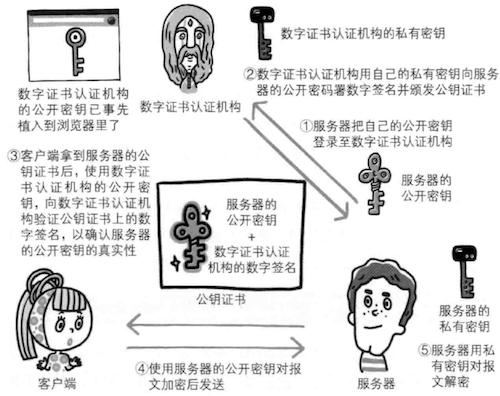 数字证书认证机构的私有密钥
数字证书认证机构
的公开密钥已事先
植入到浏览器里了
数字证书认证机构
②数字证书认证机构用自己的私有密钥向服务
器的公开密码署数字签名并颁发公钥证书
①服务器把自己的公开密钥
登录至数字证书认证机构
③客户端拿到服务器的公
钥证书后，使用数字证
书认证机构的公开密
钥，向数字证书认证机
构验证公钥证书上的数
字签名，以确认服务器
的公开密钥的真实性
服务器的
公开密钥
服务器的
公开密钥
+
数字证书认证
机构的数字签名
公钥证书
服务器的
私有密钥
⑤服务器用私
有密钥对报
文解密
④使用服务器的公开密钥对报
文加密后发送
客户端
服务器